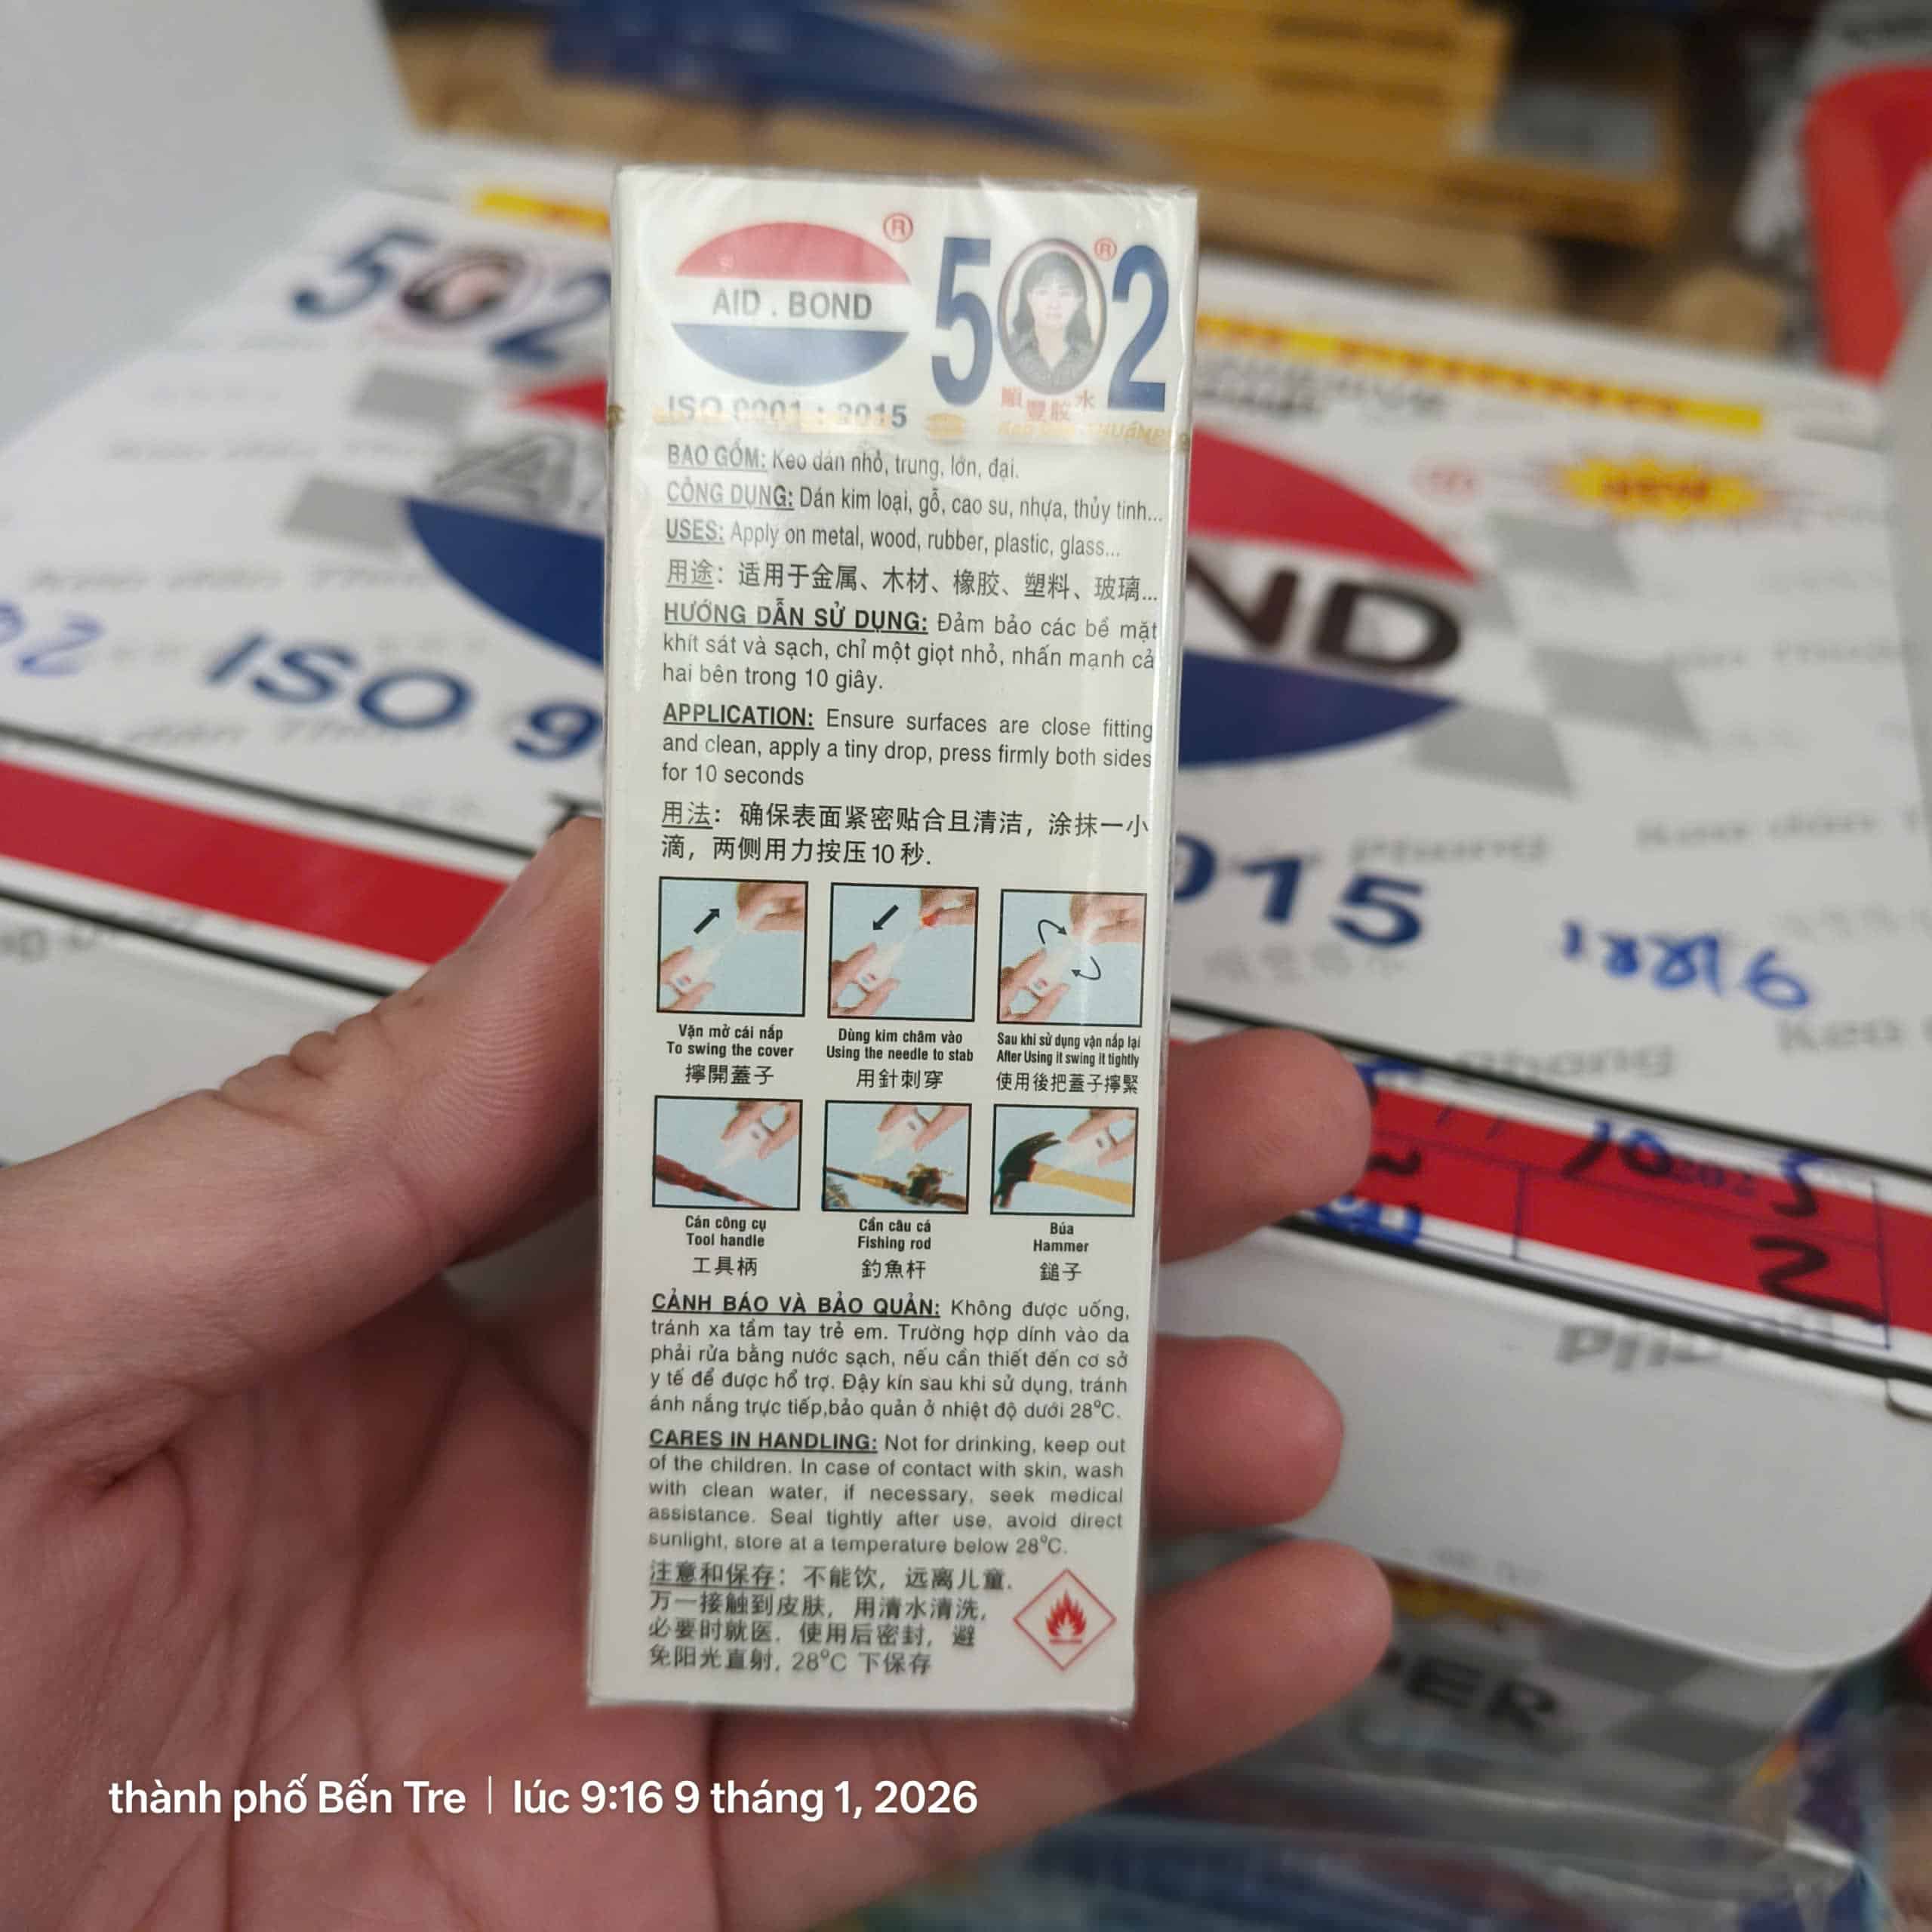 AID . BOND ®
502 ®
順豐胶水
ISO 9001 : 2015
BAO GỒM: Keo dán nhỏ, trung, lớn, đại.
CÔNG DỤNG: Dán kim loại, gỗ, cao su, nhựa, thủy tinh...
USES: Apply on metal, wood, rubber, plastic, glass...
用途：适用于金属、木材、橡胶、塑料、玻璃...
HƯỚNG DẪN SỬ DỤNG: Đảm bảo các bề mặt
khít sát và sạch, chỉ một giọt nhỏ, nhấn mạnh cả
hai bên trong 10 giây.
APPLICATION: Ensure surfaces are close fitting
and clean, apply a tiny drop, press firmly both sides
for 10 seconds
用法：确保表面紧密贴合且清洁，涂抹一小
滴，两侧用力按压10秒.
Vặn mở cái nắp
To swing the cover
擰開蓋子
Dùng kim châm vào
Using the needle to stab
用針刺穿
Sau khi sử dụng vặn nắp lại
After Using it swing it tightly
使用後把蓋子擰緊
Cán công cụ
Tool handle
工具柄
Cần câu cá
Fishing rod
釣魚杆
Búa
Hammer
鎚子
CẢNH BÁO VÀ BẢO QUẢN: Không được uống,
tránh xa tầm tay trẻ em. Trường hợp dính vào da
phải rửa bằng nước sạch, nếu cần thiết đến cơ sở
y tế để được hổ trợ. Đậy kín sau khi sử dụng, tránh
ánh nắng trực tiếp,bảo quản ở nhiệt độ dưới 28°C.
CARES IN HANDLING: Not for drinking, keep out
of the children. In case of contact with skin, wash
with clean water, if necessary, seek medical
assistance. Seal tightly after use, avoid direct
sunlight, store at a temperature below 28°C.
注意和保存：不能饮，远离儿童.
万一接触到皮肤，用清水清洗,
必要时就医. 使用后密封，避
免阳光直射, 28°C 下保存
502
ISO 9
ND
015
NEW
PER
thành phố Bến Tre | lúc 9:16 9 tháng 1, 2026